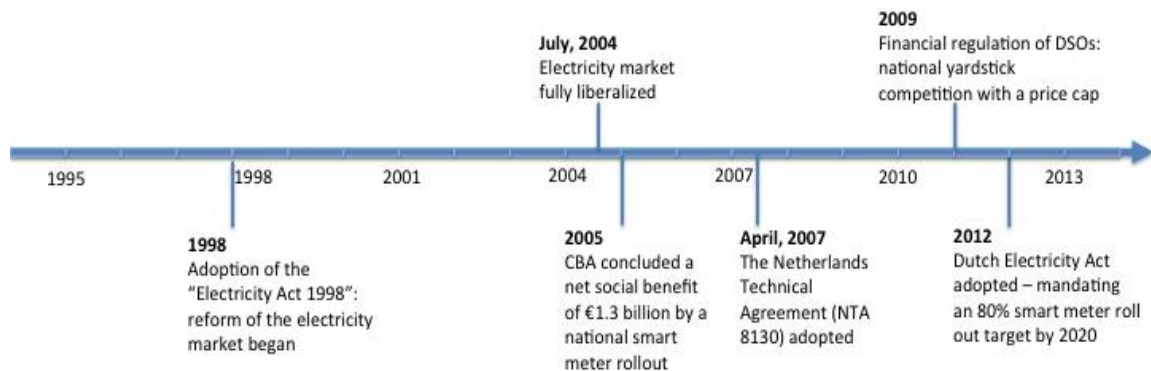 July, 2004
Electricity market
fully liberalized
2009
Financial regulation of DSOs:
national yardstick
competition with a price cap
1995
1998
2001
2004
2007
2010
2013
1998
Adoption of the
"Electricity Act 1998":
reform of the electricity
market began
2005
CBA concluded a
net social benefit
of €1.3 billion by a
national smart
meter rollout
April, 2007
The Netherlands
Technical
Agreement (NTA
8130) adopted
2012
Dutch Electricity Act
adopted – mandating
an 80% smart meter roll
out target by 2020